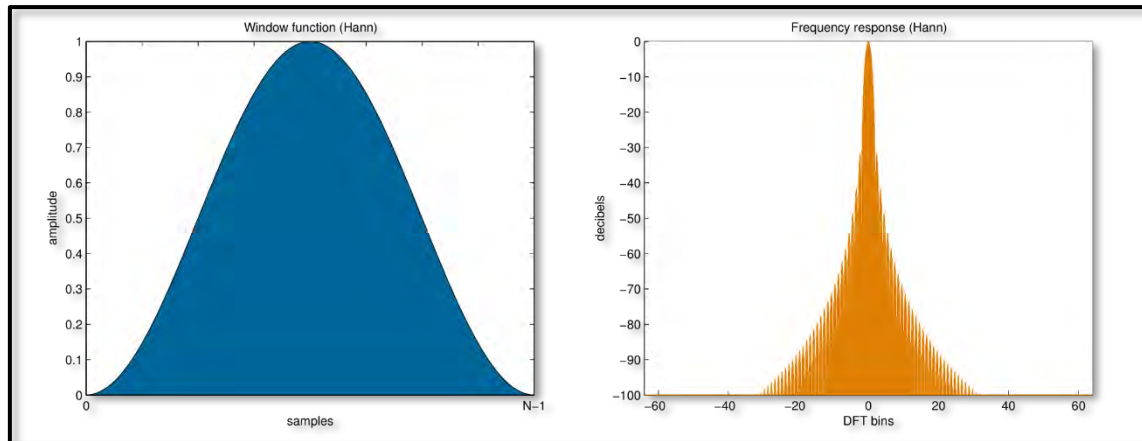 Window function (Hann)
1
0.9
0.8
0.7
0.6
0.5
0.4
0.3
0.2
0.1
0
amplitude
0
N−1
samples
Frequency response (Hann)
0
−10
−20
−30
−40
−50
−60
−70
−80
−90
−100
decibels
−60 −40 −20 0 20 40 60
DFT bins